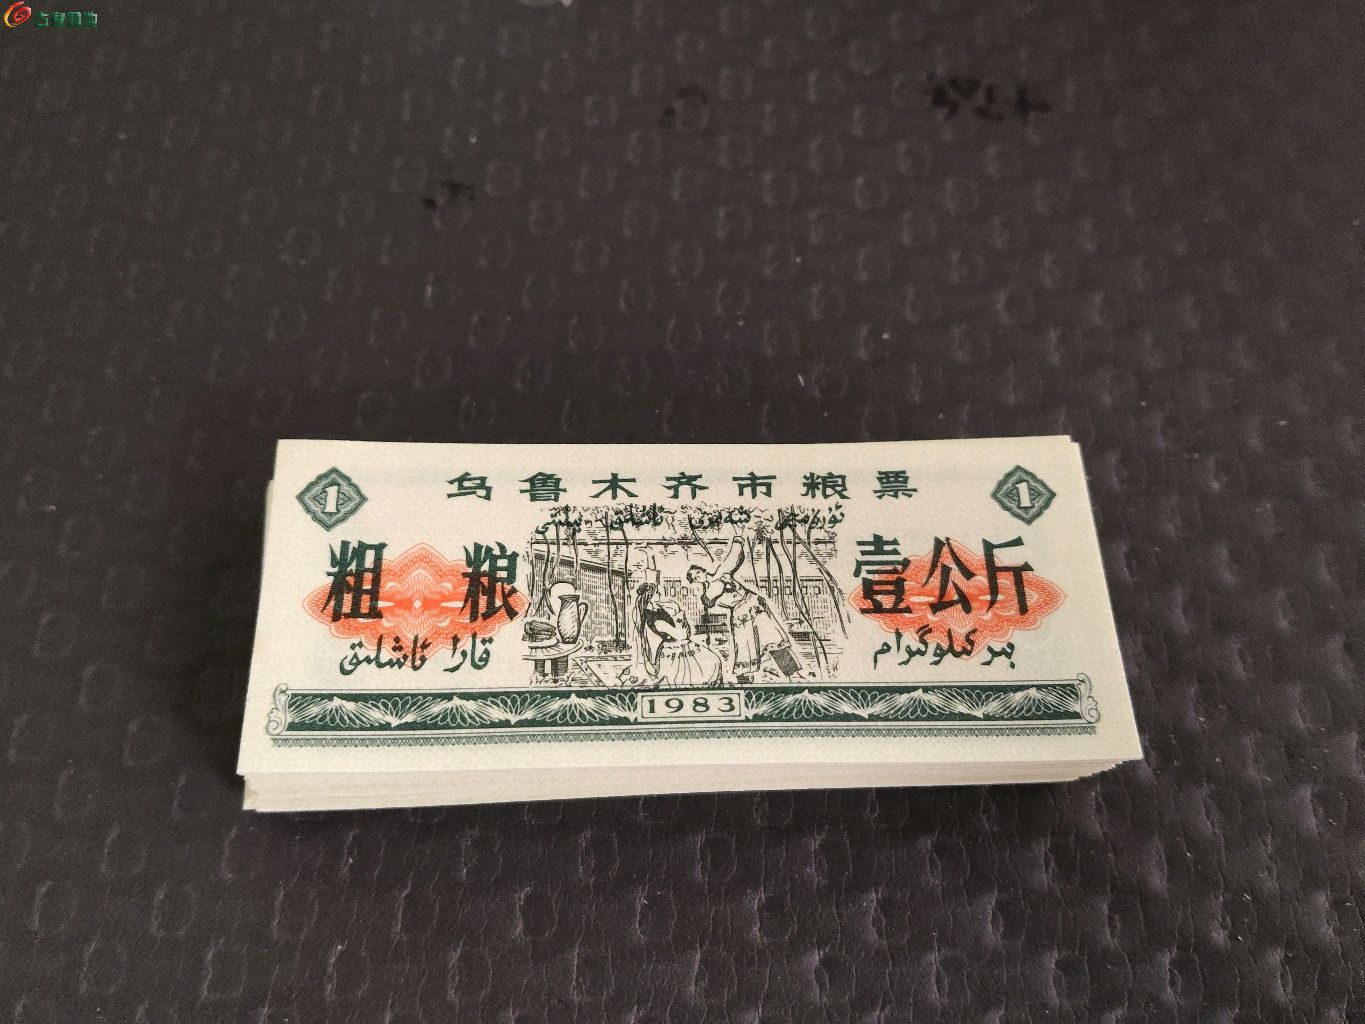 1 乌鲁木齐市粮票 1
ئۈرۈمچى شەھىرى ئاشلىق بېلىتى
粗粮 壹公斤
قارا ئاشلىق بىر كىلوگرام
1983